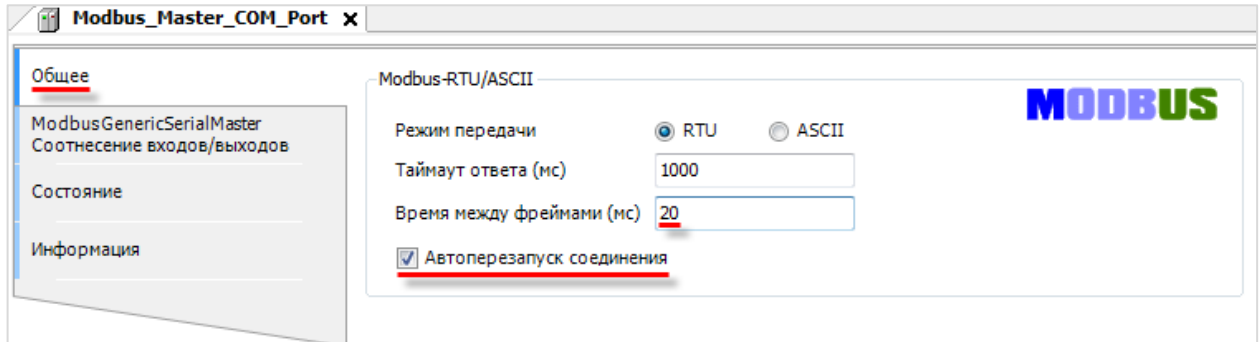 Modbus_Master_COM_Port x
Общее
ModbusGenericSerialMaster
Соотнесение входов/выходов
Состояние
Информация
Modbus-RTU/ASCII
MODBUS
Режим передачи RTU ASCII
Таймаут ответа (мс) 1000
Время между фреймами (мс) 20
Автоперезапуск соединения